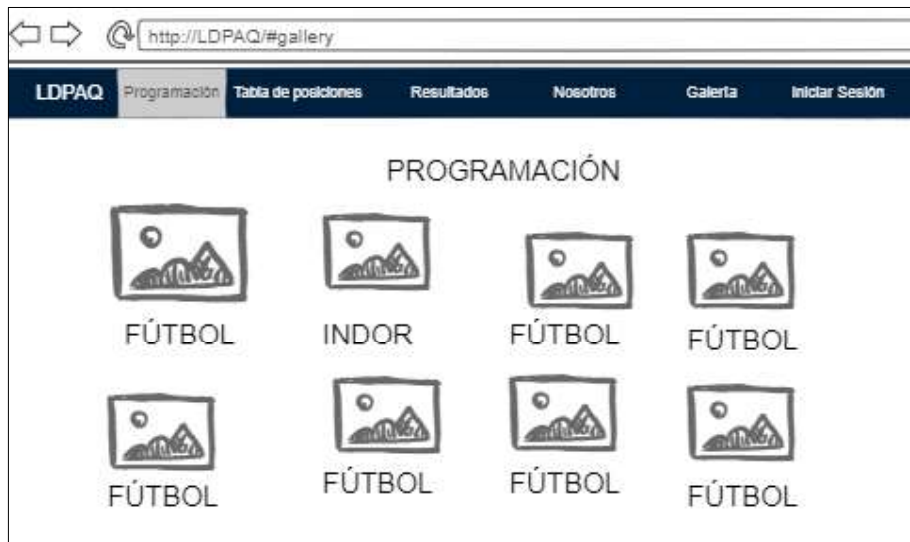 http://LDPAQ/#gallery
LDPAQ Programación Tabla de posiciones Resultados Nosotros Galería Iniciar Sesión
PROGRAMACIÓN
FÚTBOL INDOR FÚTBOL FÚTBOL
FÚTBOL FÚTBOL FÚTBOL FÚTBOL